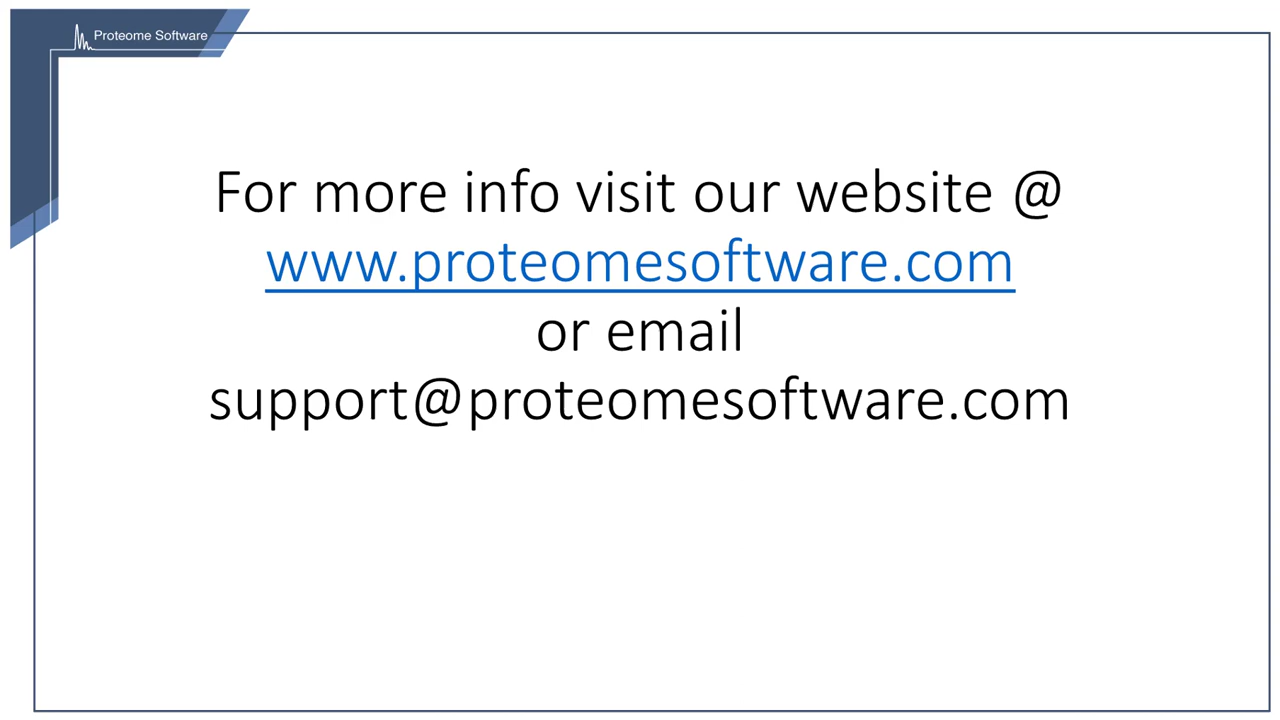 Proteome Software
For more info visit our website @
www.proteomesoftware.com
or email
support@proteomesoftware.com